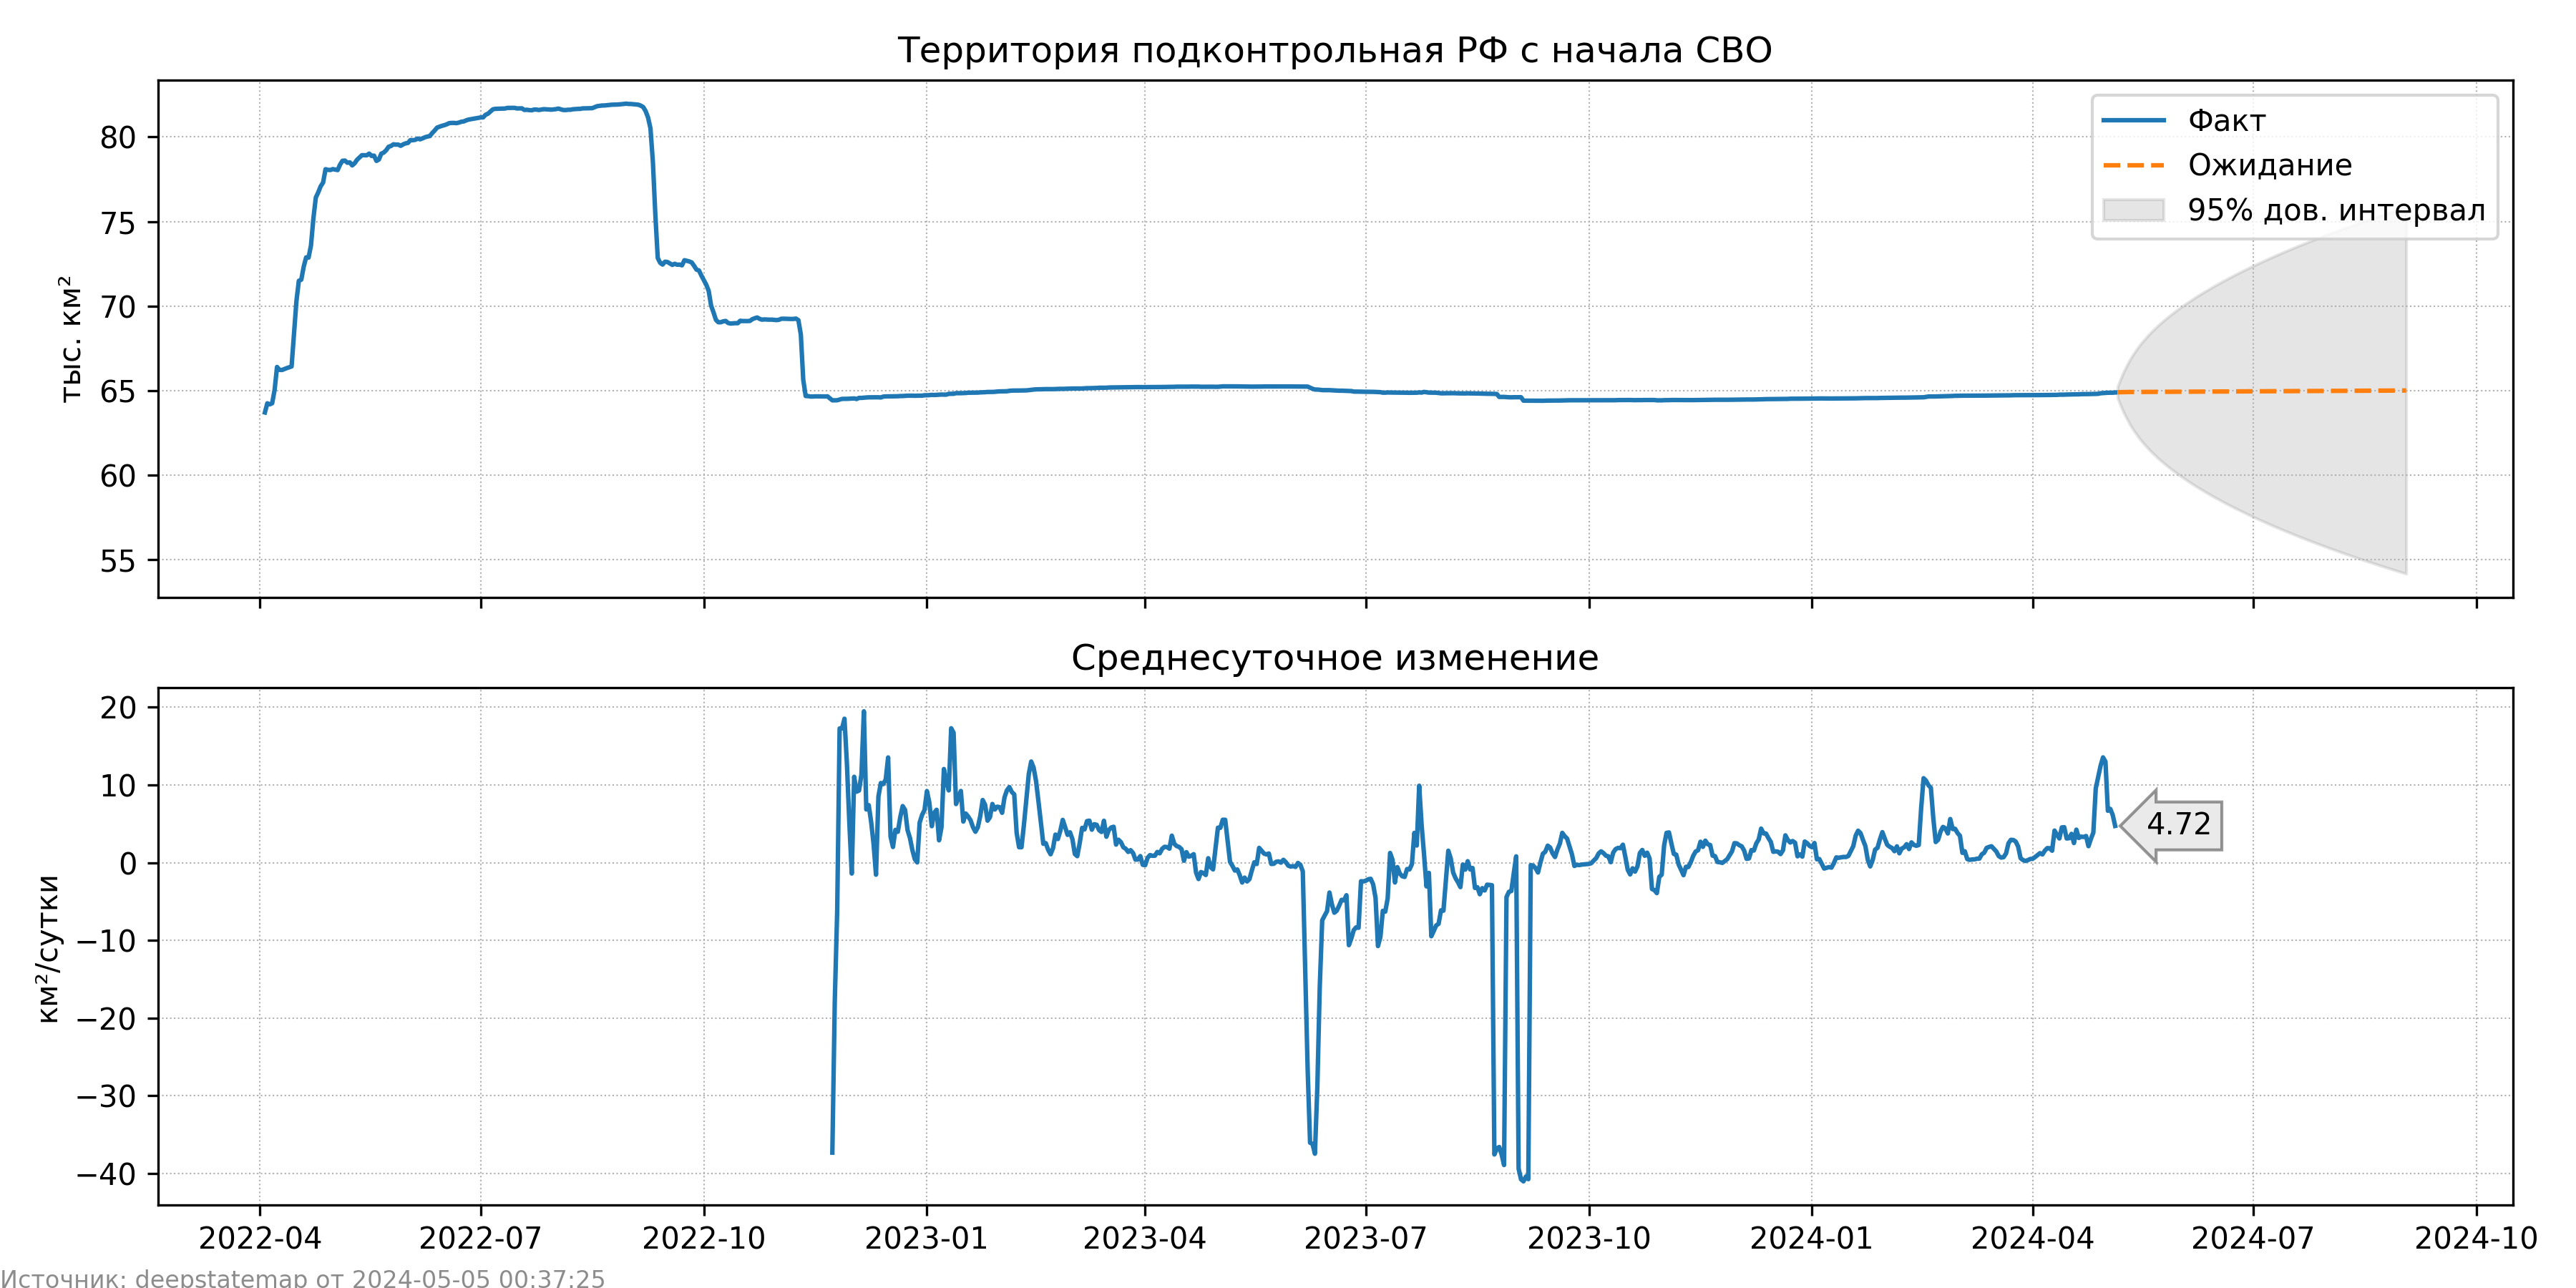 Территория подконтрольная РФ с начала СВО
80
75
70
65
60
55
тыс. км²
Факт
Ожидание
95% дов. интервал
Среднесуточное изменение
20
10
0
−10
−20
−30
−40
км²/сутки
4.72
2022-04 2022-07 2022-10 2023-01 2023-04 2023-07 2023-10 2024-01 2024-04 2024-07 2024-10
Источник: deepstatemap от 2024-05-05 00:37:25